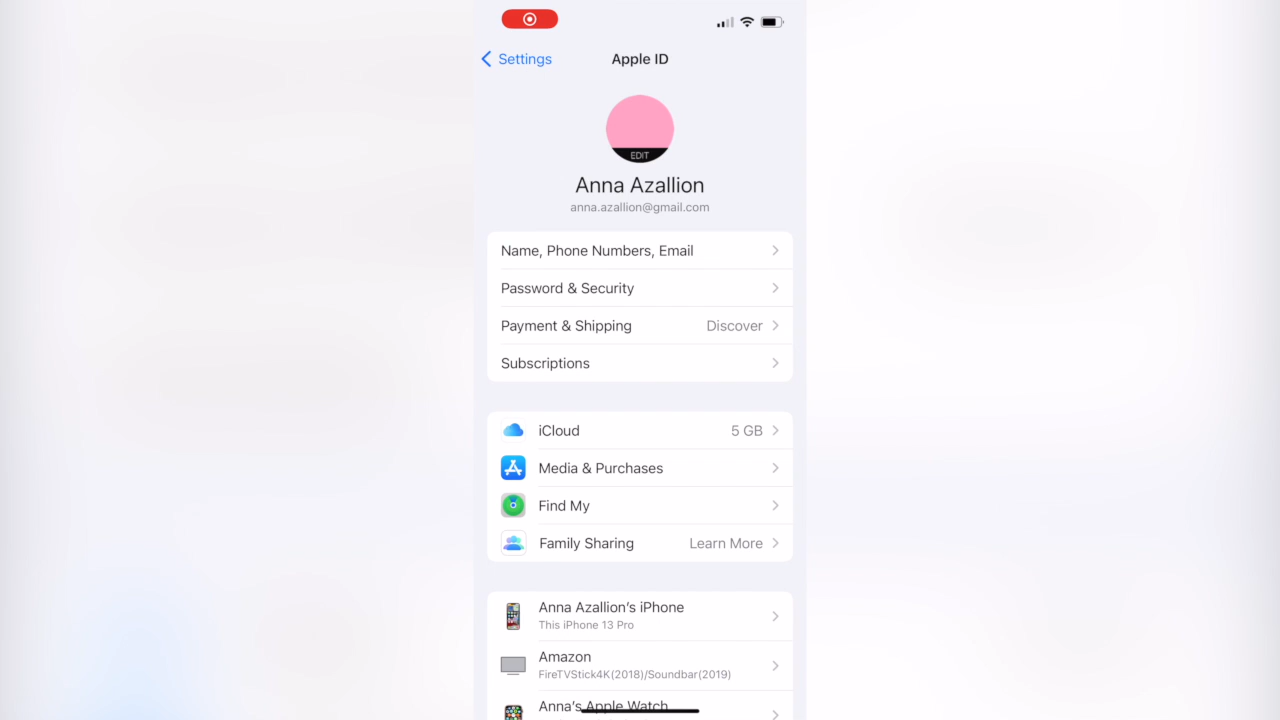 Settings
Apple ID
EDIT
Anna Azallion
anna.azallion@gmail.com
Name, Phone Numbers, Email
Password & Security
Payment & Shipping Discover
Subscriptions
iCloud 5 GB
Media & Purchases
Find My
Family Sharing Learn More
Anna Azallion's iPhone
This iPhone 13 Pro
Amazon
FireTVStick4K(2018)/Soundbar(2019)
Anna's Apple Watch